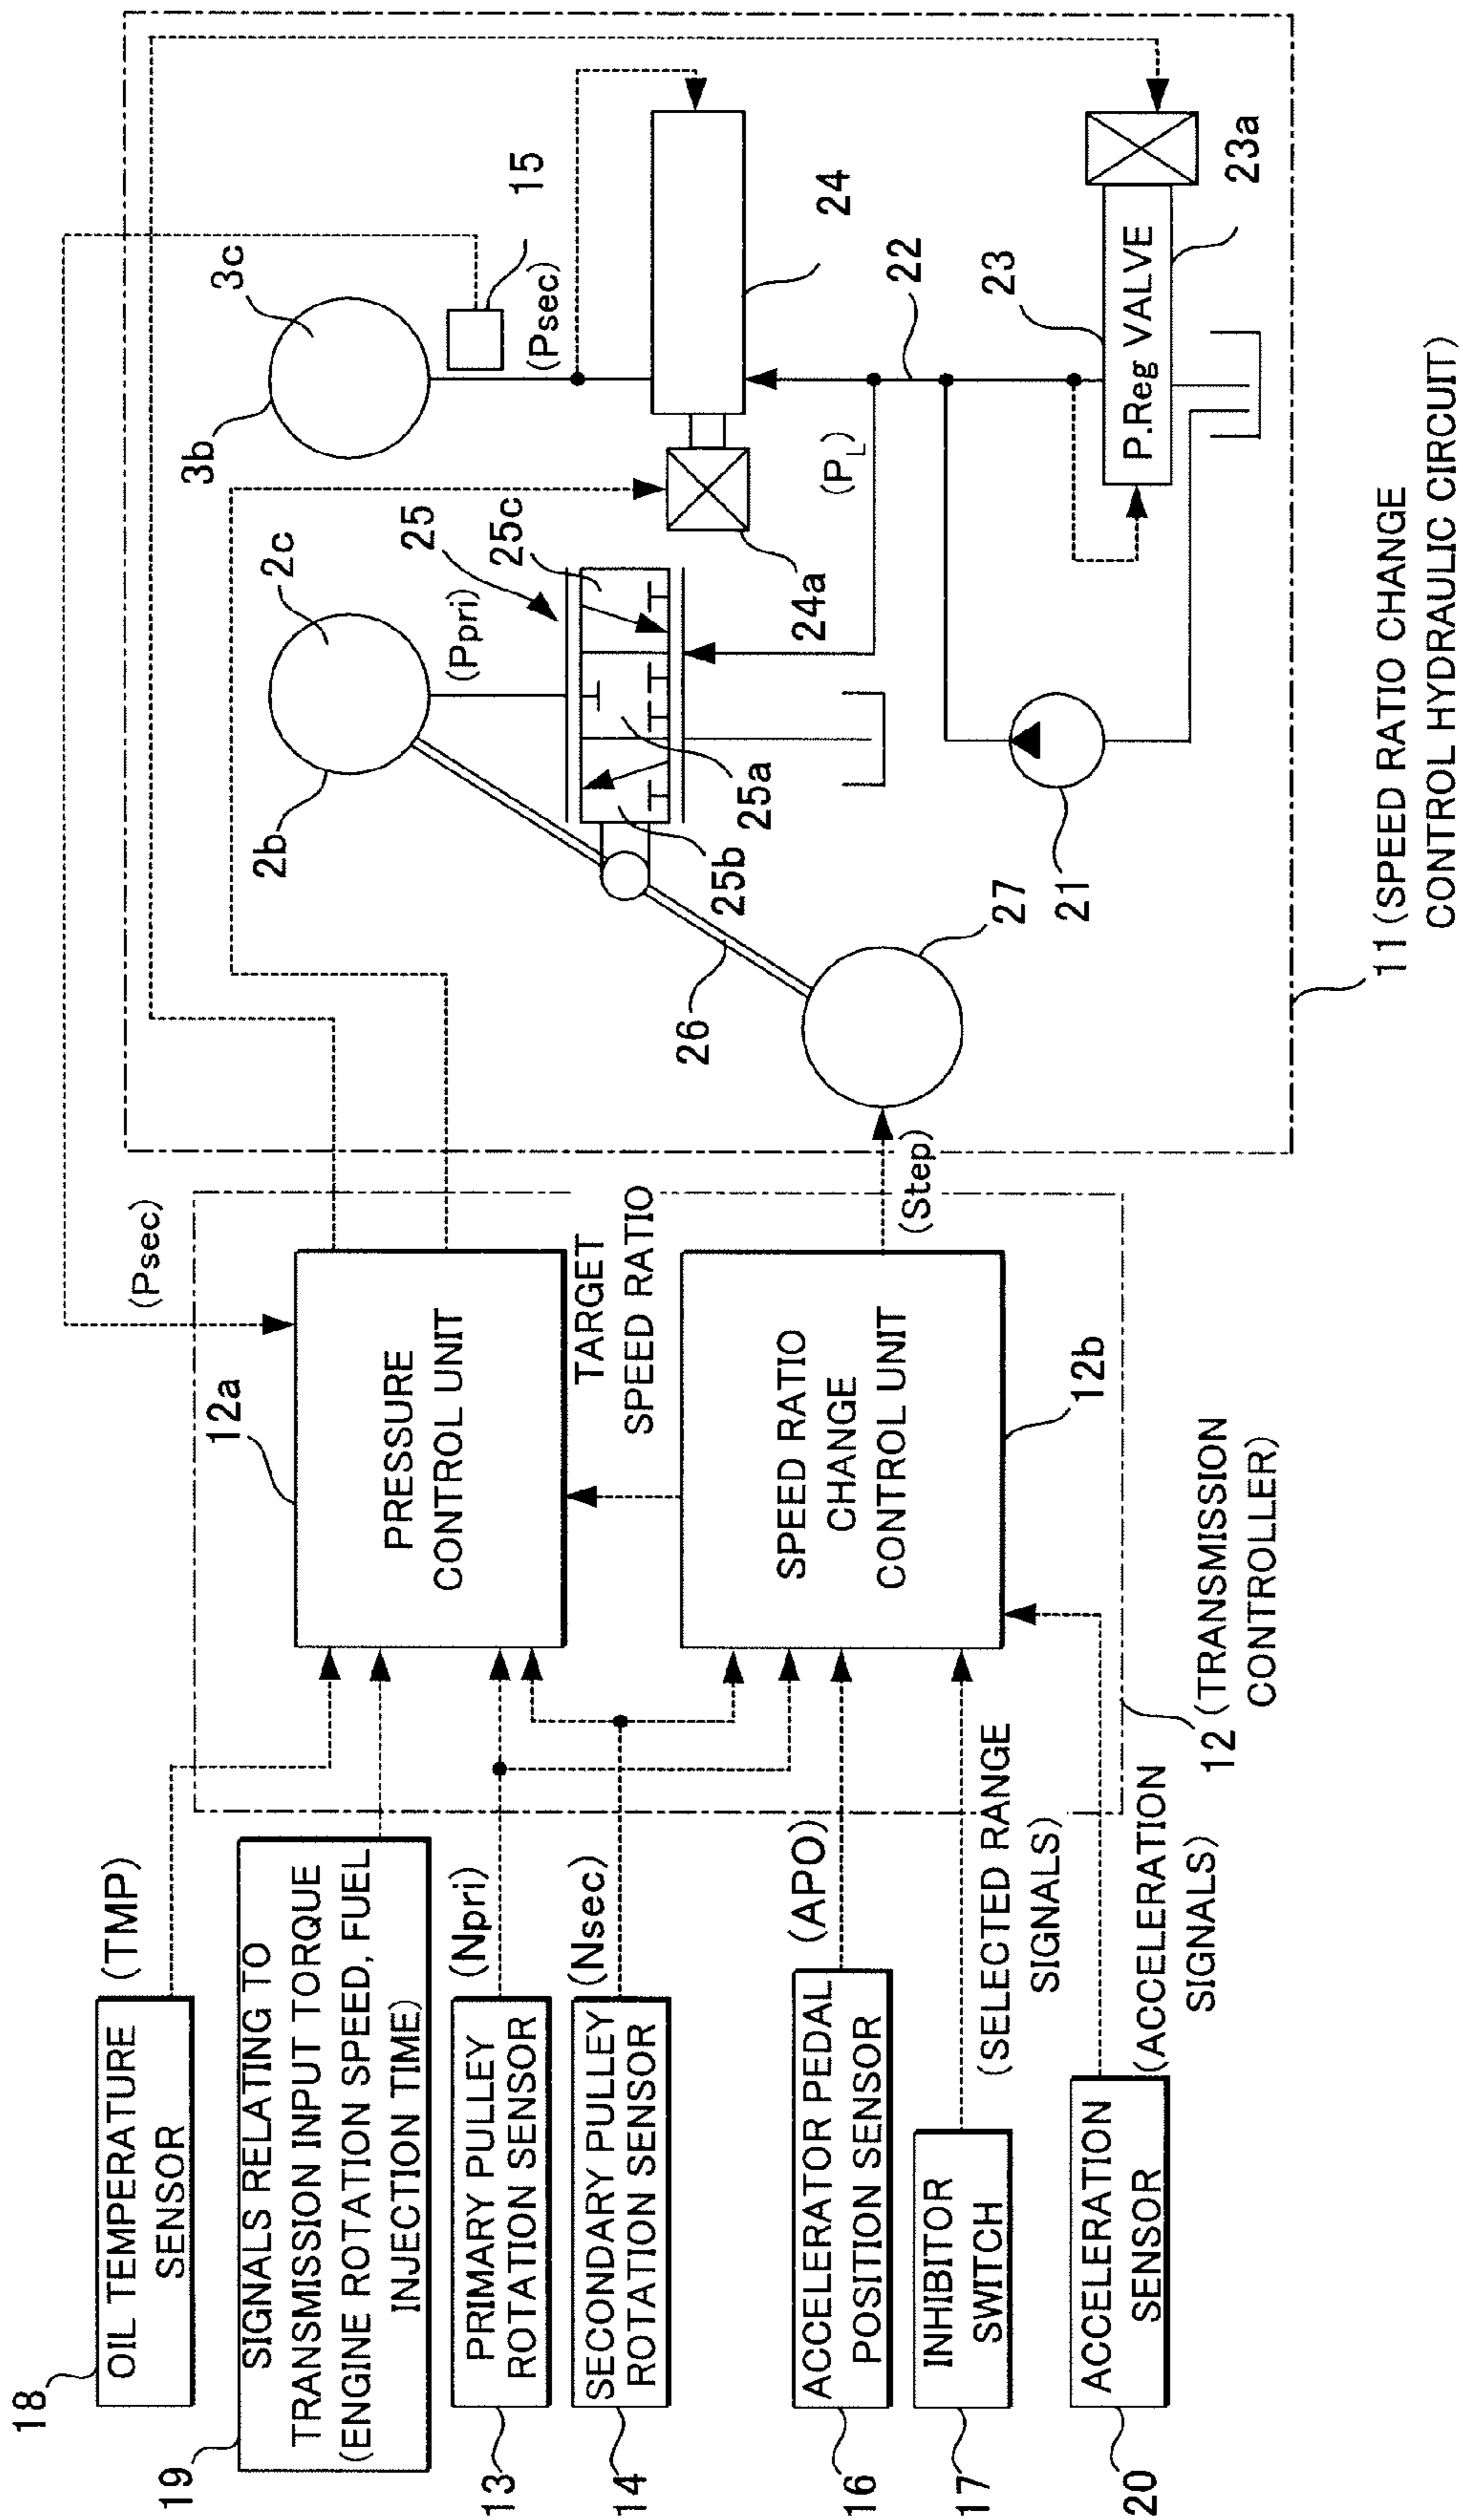 18
OIL TEMPERATURE
SENSOR
(TMP)
19
SIGNALS RELATING TO
TRANSMISSION INPUT TORQUE
(ENGINE ROTATION SPEED, FUEL
INJECTION TIME)
13
PRIMARY PULLEY
ROTATION SENSOR
(Npri)
14
SECONDARY PULLEY
ROTATION SENSOR
(Nsec)
16
ACCELERATOR PEDAL
POSITION SENSOR
(APO)
17
INHIBITOR
SWITCH
(SELECTED RANGE
SIGNALS)
20
ACCELERATION
SENSOR
(ACCELERATION
SIGNALS)
12 (TRANSMISSION
CONTROLLER)
12a
PRESSURE
CONTROL UNIT
(Psec)
TARGET
SPEED RATIO
SPEED RATIO
CHANGE
CONTROL UNIT
12b
(Step)
2b
2c
3b
3c
15
(Ppri)
(Psec)
25
25c
25a
25b
24a
24
26
27
(PL)
22
21
23
P.Reg VALVE
23a
11 (SPEED RATIO CHANGE
CONTROL HYDRAULIC CIRCUIT)